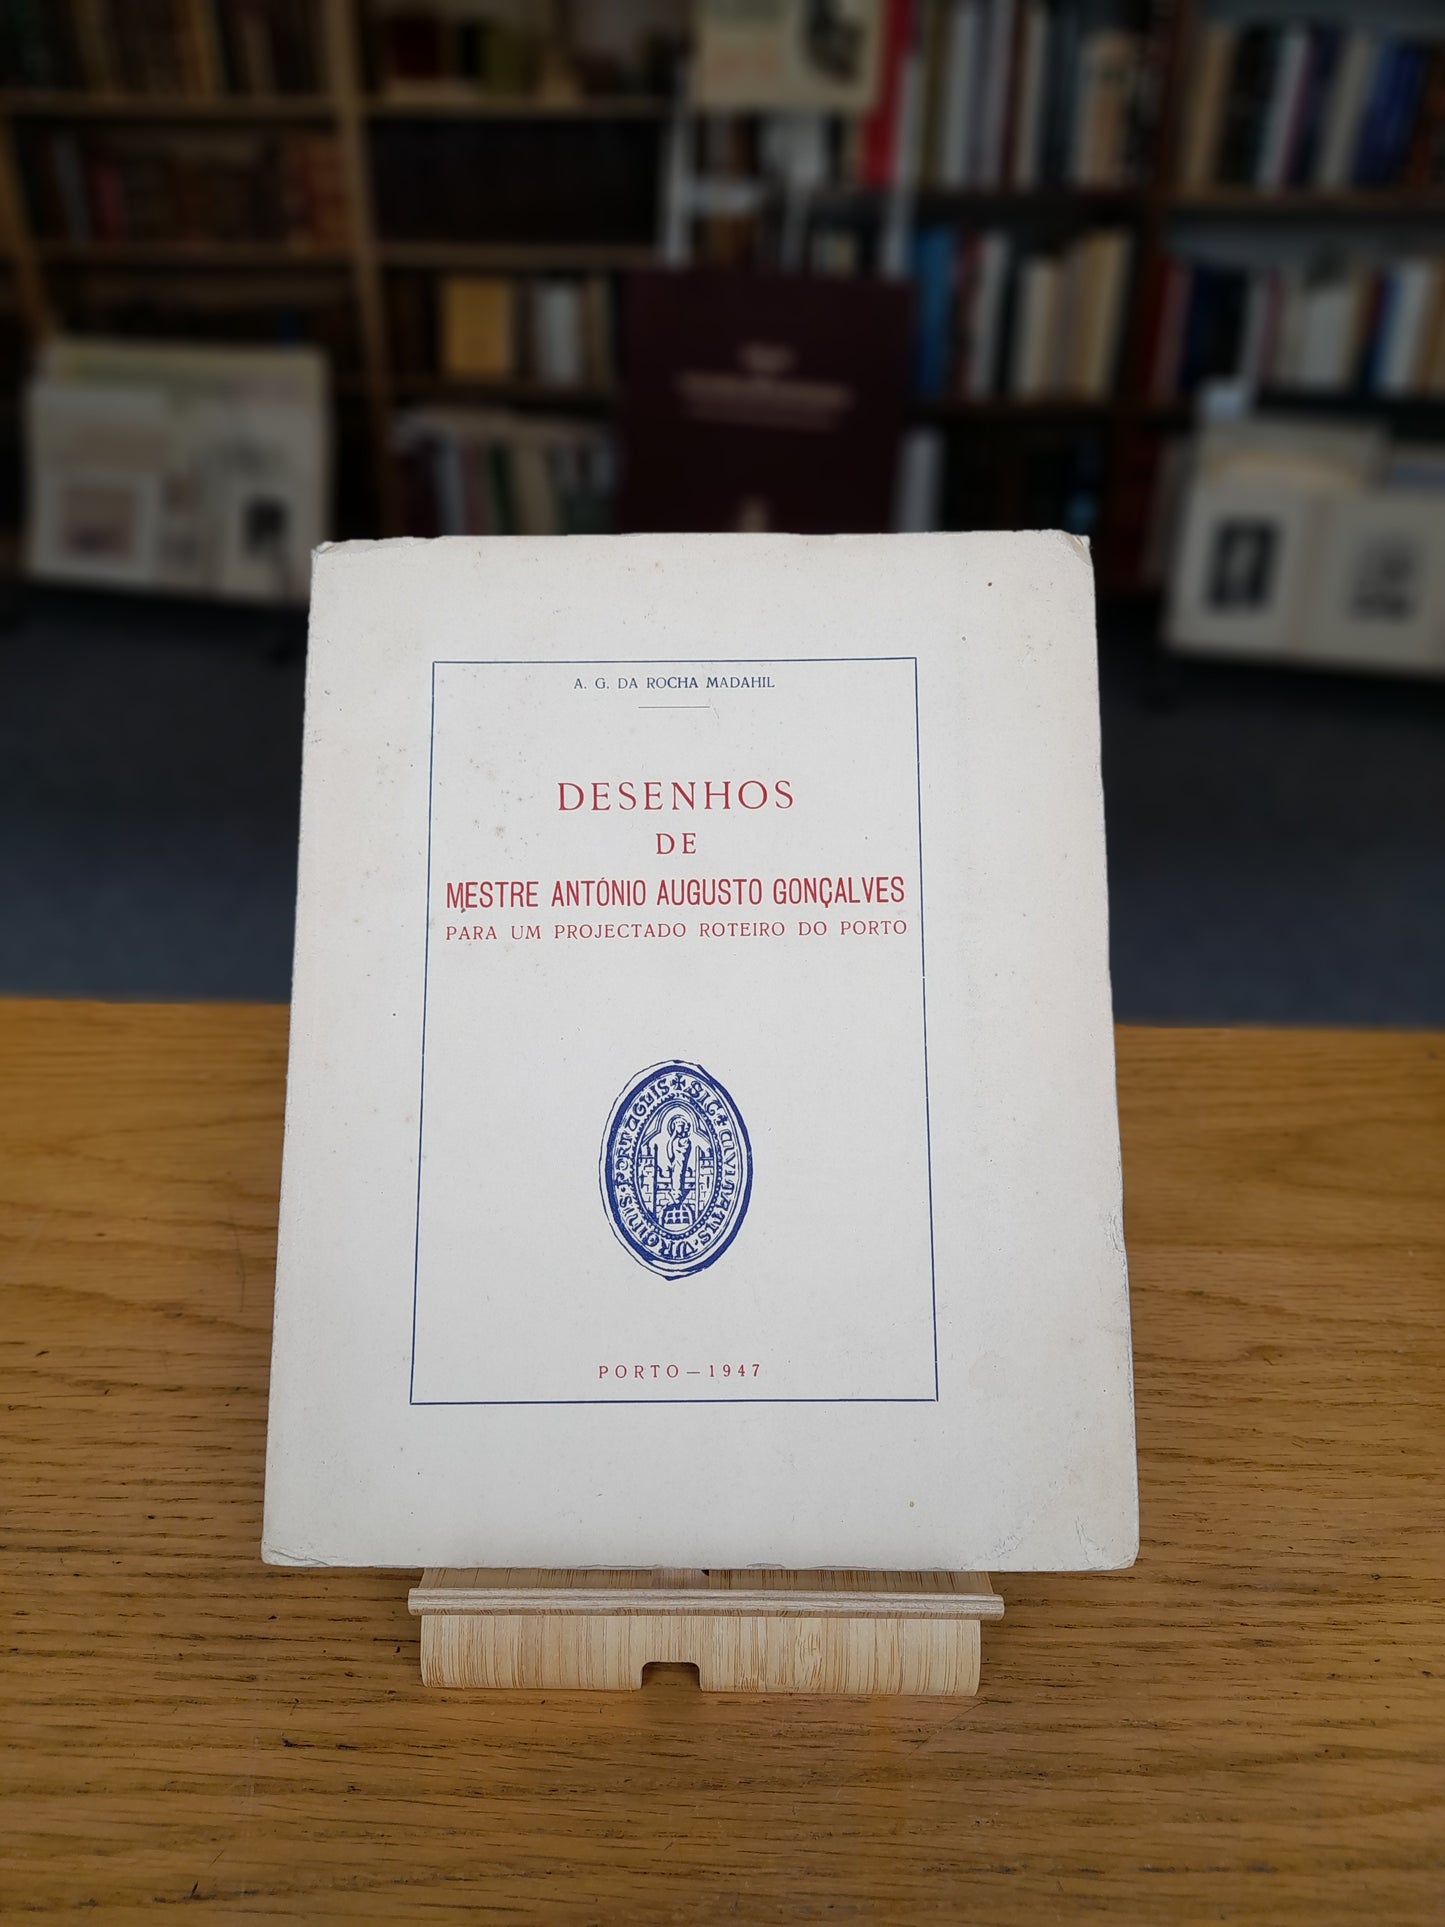 A. G. DA ROCHA MADAHIL
DESENHOS
DE
MESTRE ANTÓNIO AUGUSTO GONÇALVES
PARA UM PROJECTADO ROTEIRO DO PORTO
PORTO — 1947